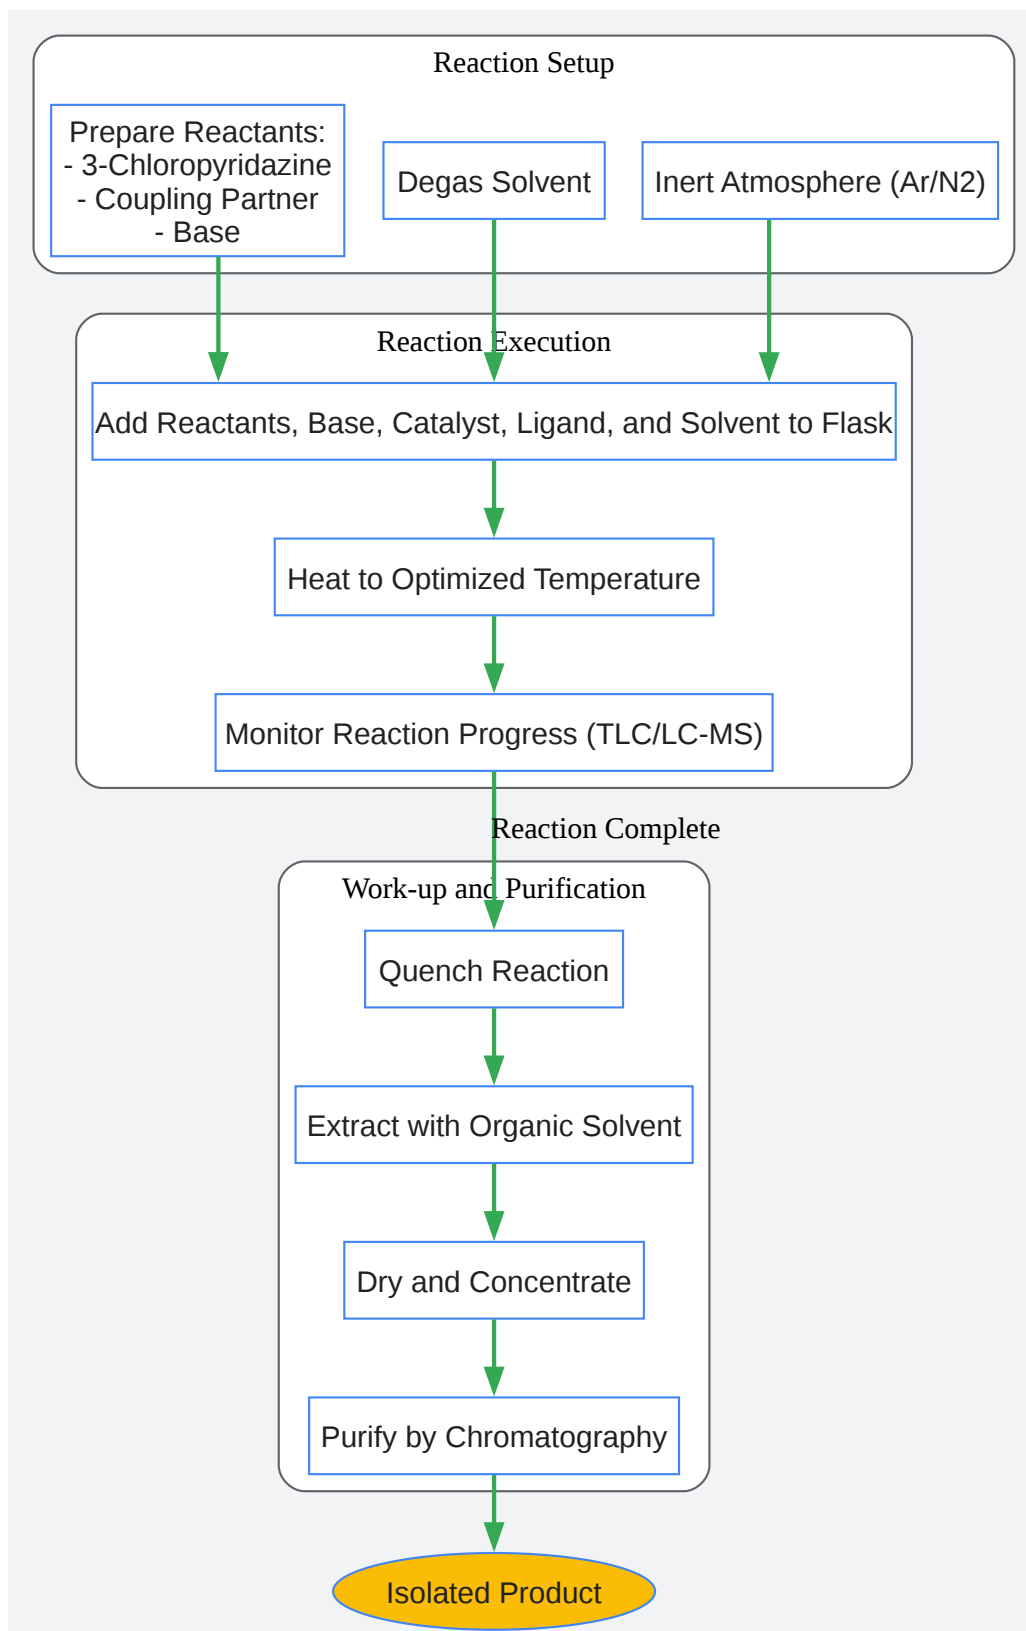 Reaction Setup
Prepare Reactants:
- 3-Chloropyridazine
- Coupling Partner
- Base
Degas Solvent
Inert Atmosphere (Ar/N2)
Reaction Execution
Add Reactants, Base, Catalyst, Ligand, and Solvent to Flask
Heat to Optimized Temperature
Monitor Reaction Progress (TLC/LC-MS)
Reaction Complete
Work-up and Purification
Quench Reaction
Extract with Organic Solvent
Dry and Concentrate
Purify by Chromatography
Isolated Product